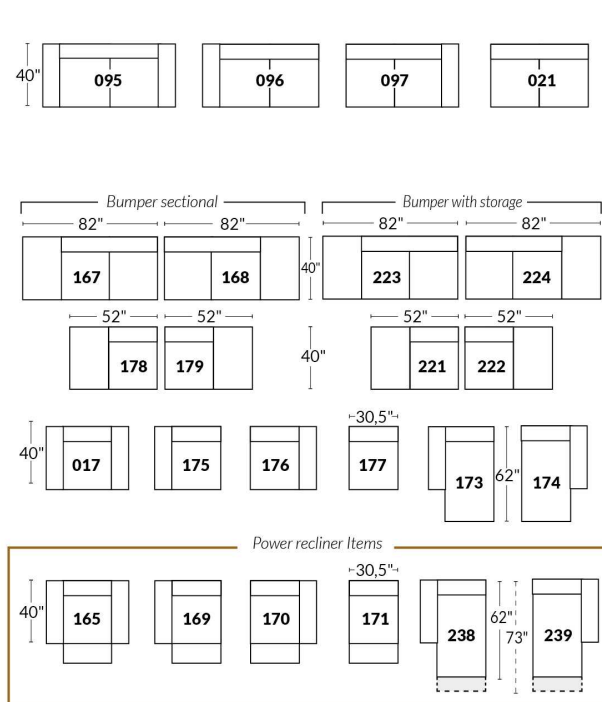 40" 095 096 097 021
Bumper sectional Bumper with storage
82" 82" 82" 82"
167 168 40" 223 224
52" 52" 52" 52"
178 179 40" 221 222
30,5"
40" 017 175 176 177 173 62" 174
Power recliner Items
30,5"
40" 165 169 170 171 238 62" 73" 239